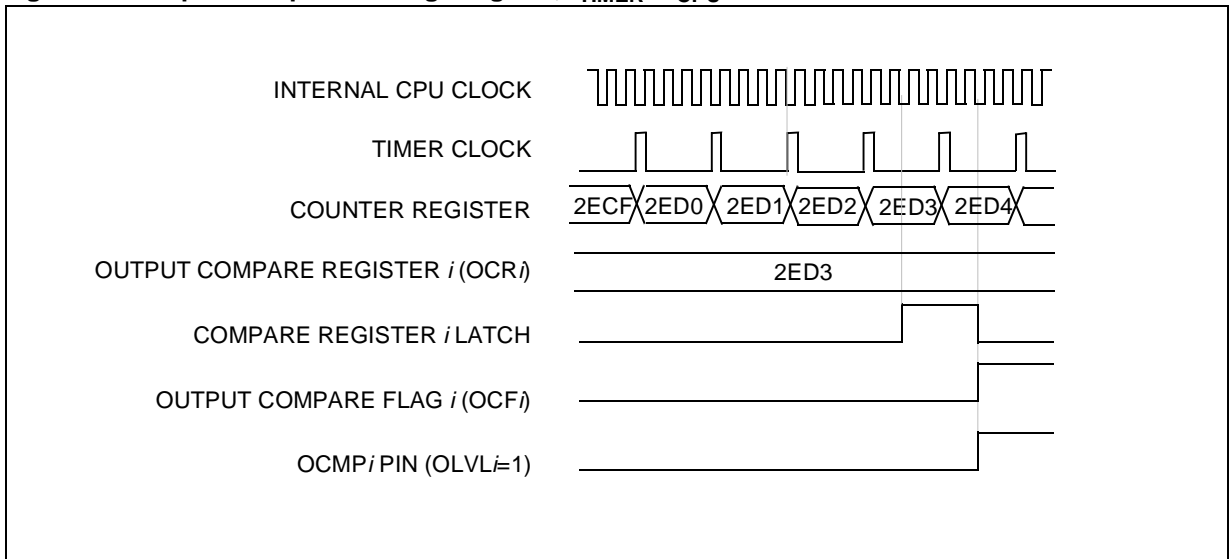 INTERNAL CPU CLOCK
TIMER CLOCK
COUNTER REGISTER
2ECF 2ED0 2ED1 2ED2 2ED3 2ED4
OUTPUT COMPARE REGISTER i (OCRi)
2ED3
COMPARE REGISTER i LATCH
OUTPUT COMPARE FLAG i (OCFi)
OCMPi PIN (OLVLi=1)